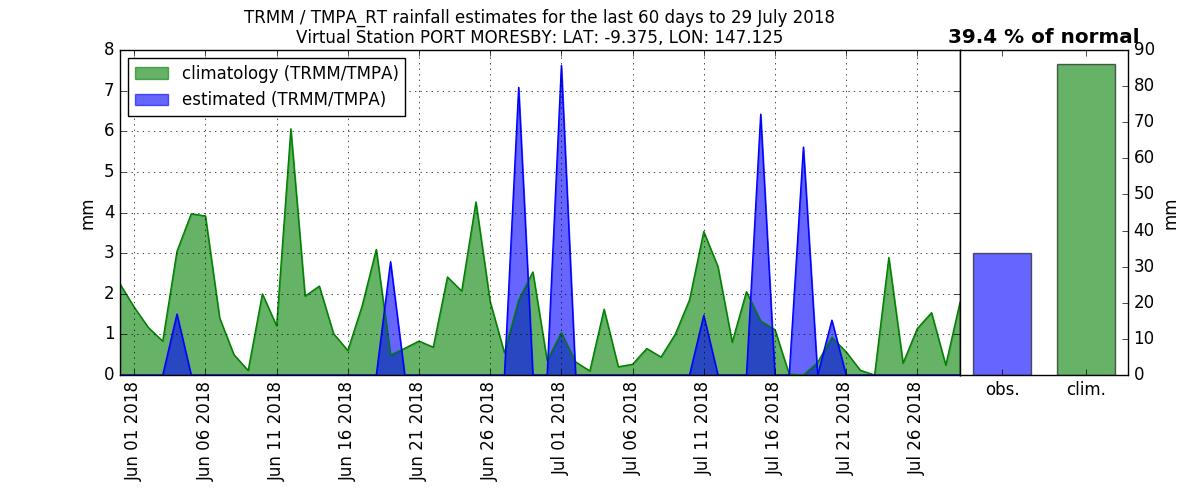 TRMM / TMPA_RT rainfall estimates for the last 60 days to 29 July 2018
Virtual Station PORT MORESBY: LAT: -9.375, LON: 147.125
39.4 % of normal
climatology (TRMM/TMPA)
estimated (TRMM/TMPA)
8
7
6
5
4
3
2
1
0
mm
Jun 01 2018
Jun 06 2018
Jun 11 2018
Jun 16 2018
Jun 21 2018
Jun 26 2018
Jul 01 2018
Jul 06 2018
Jul 11 2018
Jul 16 2018
Jul 21 2018
Jul 26 2018
90
80
70
60
50
40
30
20
10
0
mm
obs.
clim.